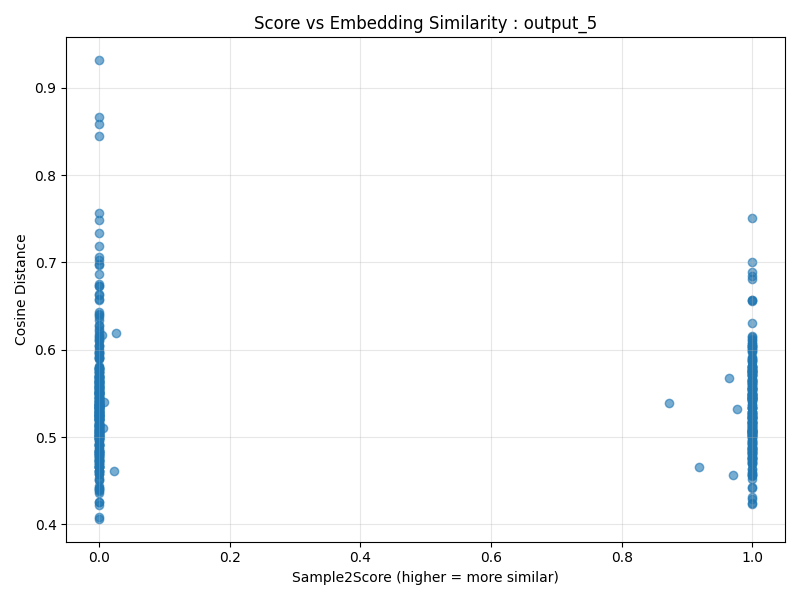 Score vs Embedding Similarity : output_5
Cosine Distance
0.9
0.8
0.7
0.6
0.5
0.4
0.0 0.2 0.4 0.6 0.8 1.0
Sample2Score (higher = more similar)